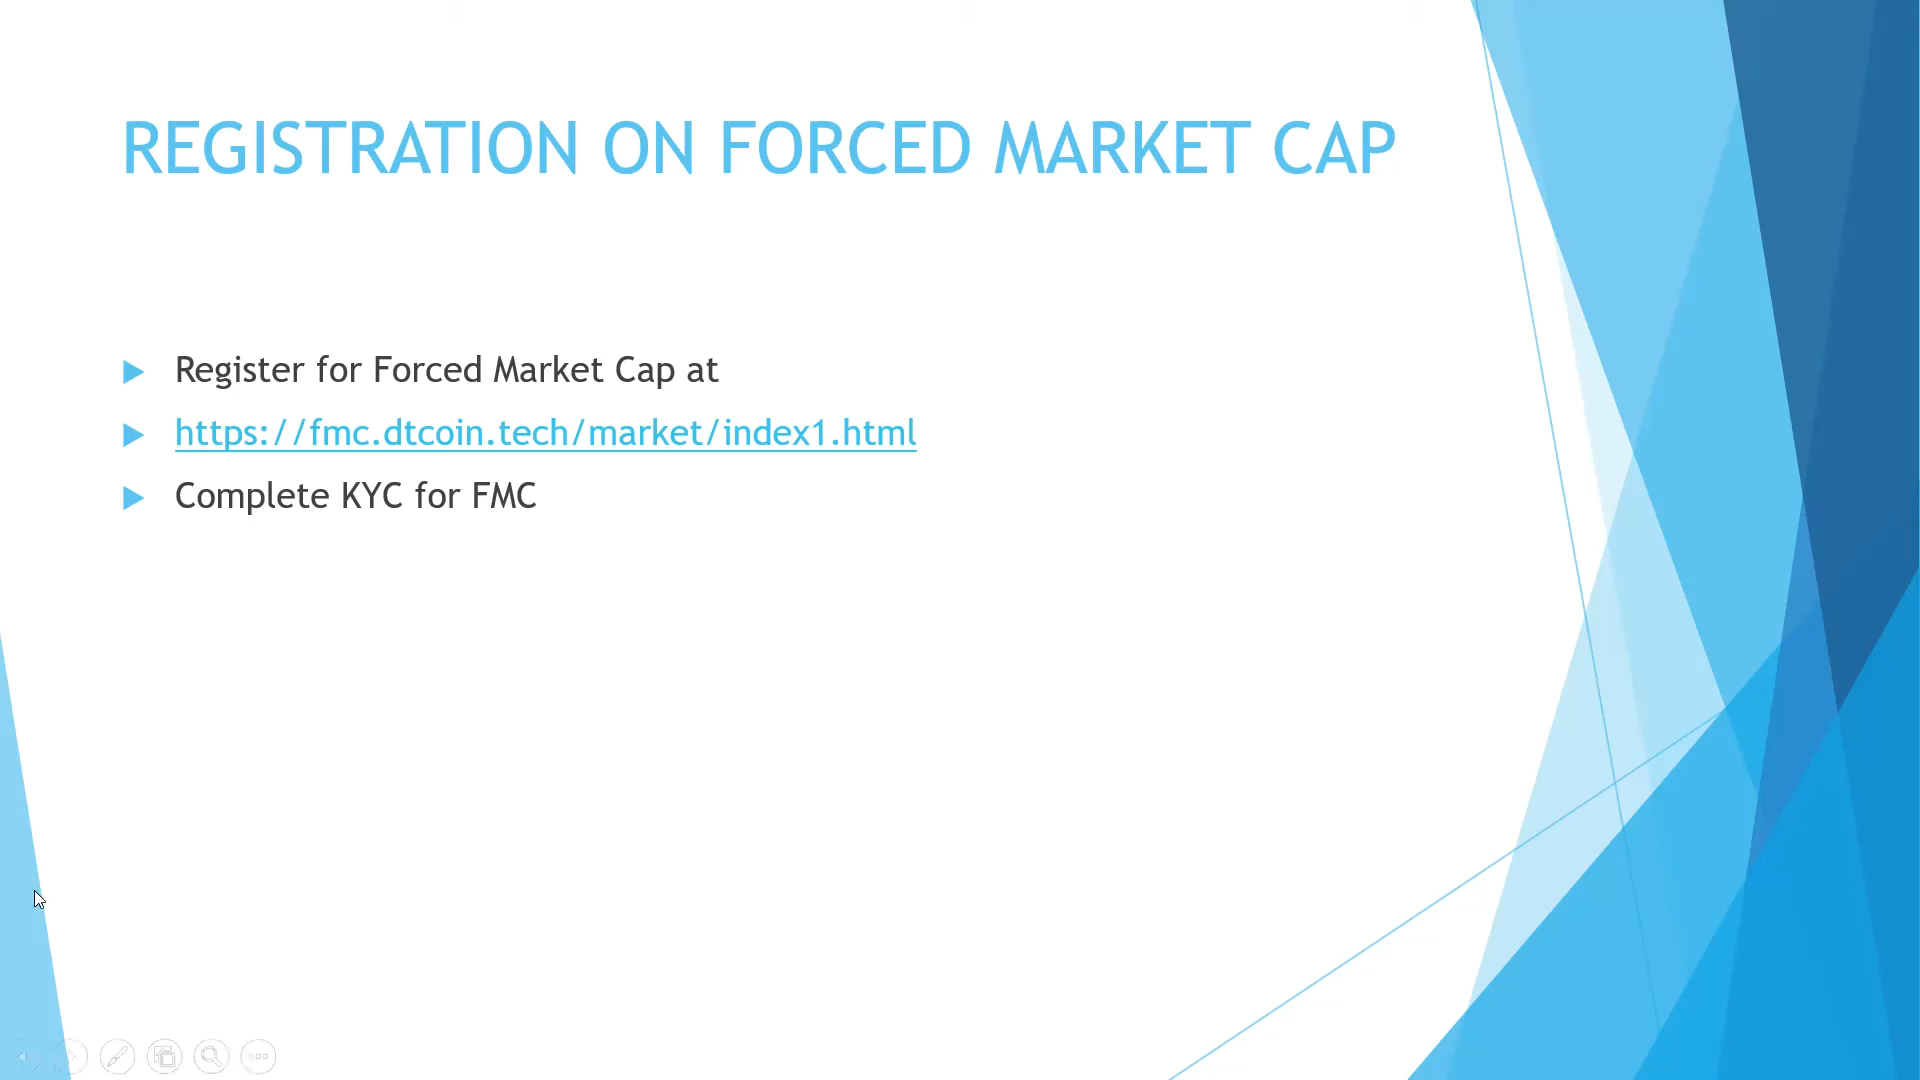 REGISTRATION ON FORCED MARKET CAP
Register for Forced Market Cap at
https://fmc.dtcoin.tech/market/index1.html
Complete KYC for FMC